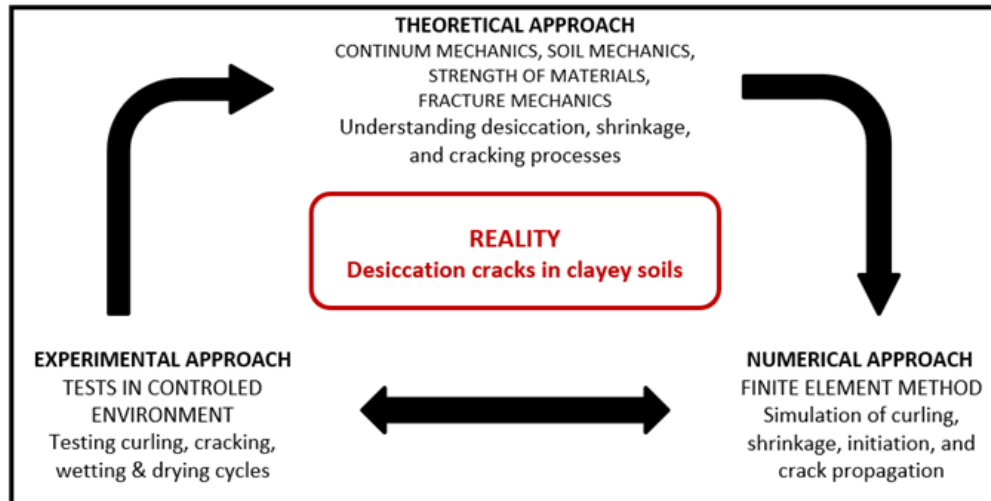 THEORETICAL APPROACH
CONTINUM MECHANICS, SOIL MECHANICS,
STRENGTH OF MATERIALS,
FRACTURE MECHANICS
Understanding desiccation, shrinkage,
and cracking processes
REALITY
Desiccation cracks in clayey soils
EXPERIMENTAL APPROACH
TESTS IN CONTROLED
ENVIRONMENT
Testing curling, cracking,
wetting & drying cycles
NUMERICAL APPROACH
FINITE ELEMENT METHOD
Simulation of curling,
shrinkage, initiation, and
crack propagation